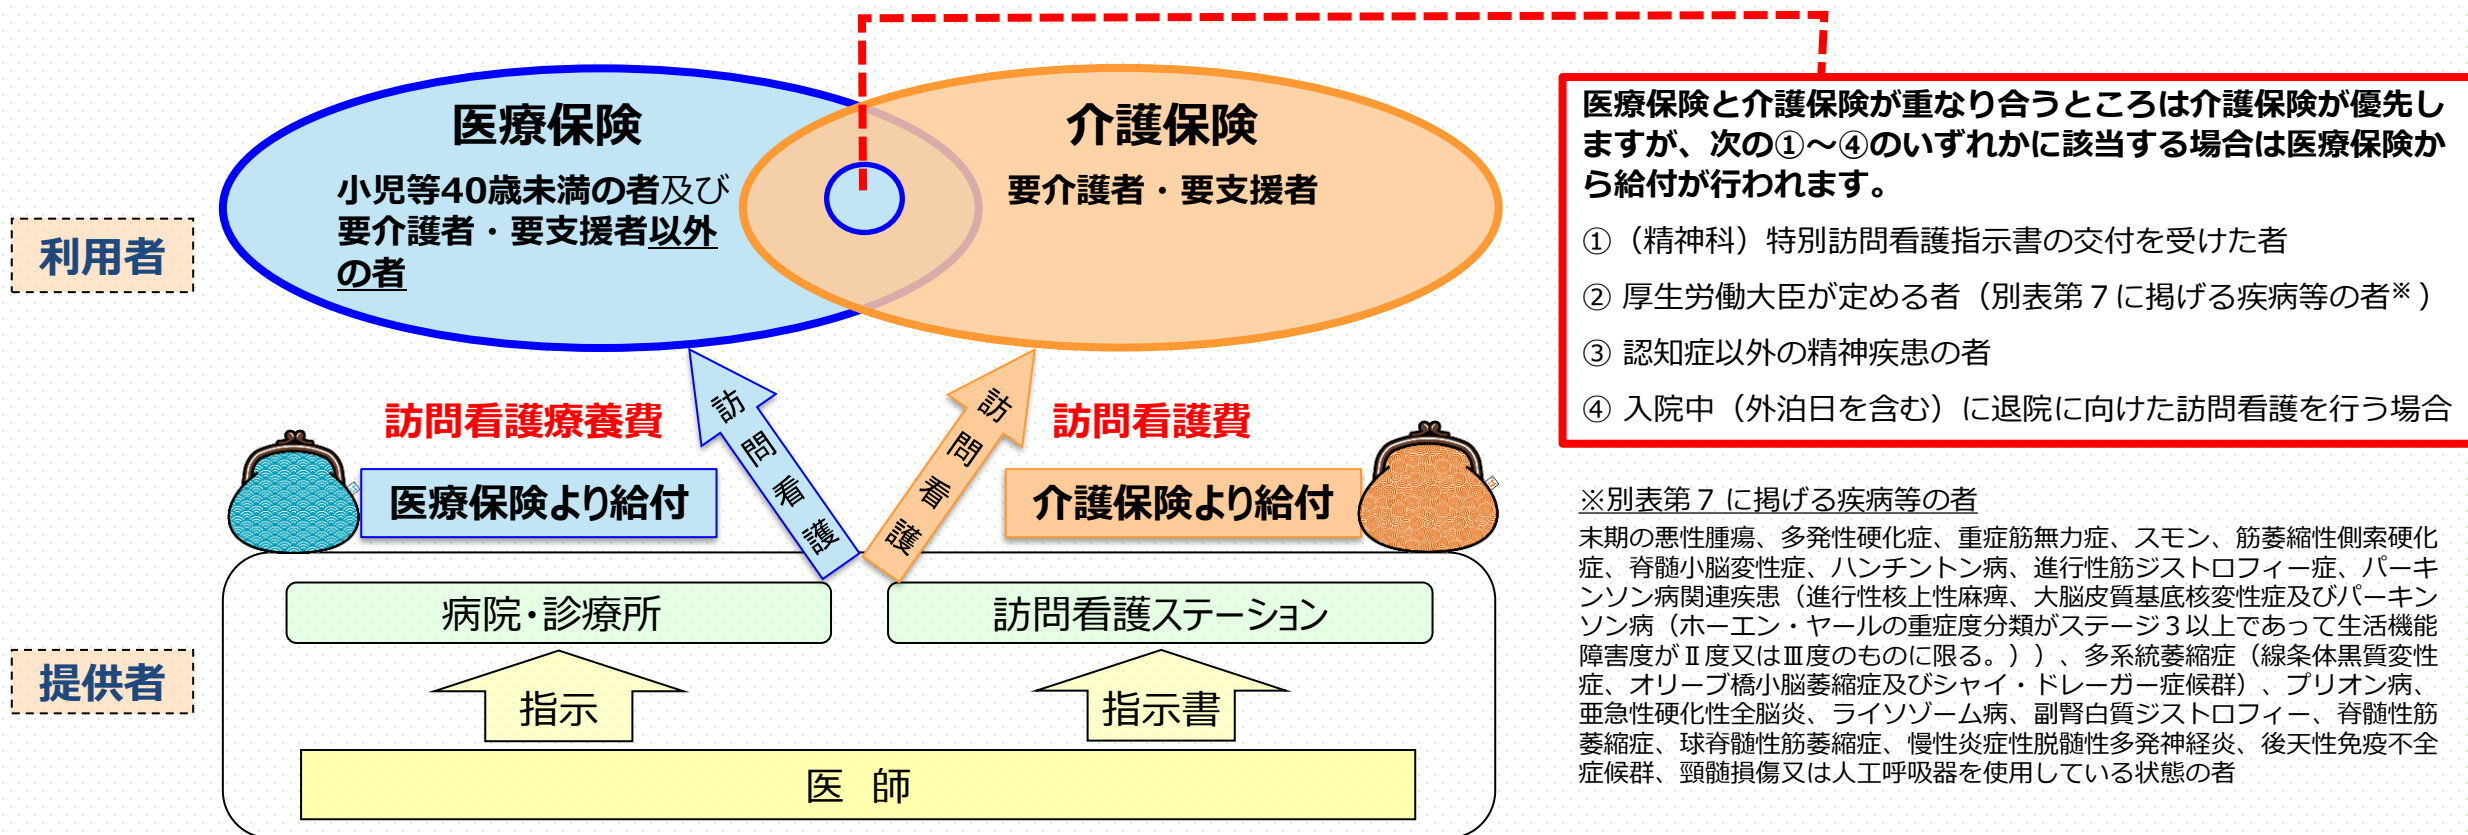 医療保険
小児等40歳未満の者及び
要介護者・要支援者以外
の者
介護保険
要介護者・要支援者
利用者
医療保険と介護保険が重なり合うところは介護保険が優先し
ますが、次の①～④のいずれかに該当する場合は医療保険か
ら給付が行われます。
①（精神科）特別訪問看護指示書の交付を受けた者
② 厚生労働大臣が定める者（別表第７に掲げる疾病等の者※）
③ 認知症以外の精神疾患の者
④ 入院中（外泊日を含む）に退院に向けた訪問看護を行う場合
訪問看護療養費
訪問看護
訪問看護
訪問看護費
医療保険より給付
介護保険より給付
※別表第７に掲げる疾病等の者
末期の悪性腫瘍、多発性硬化症、重症筋無力症、スモン、筋萎縮性側索硬化
症、脊髄小脳変性症、ハンチントン病、進行性筋ジストロフィー症、パーキ
ンソン病関連疾患（進行性核上性麻痺、大脳皮質基底核変性症及びパーキン
ソン病（ホーエン・ヤールの重症度分類がステージ３以上であって生活機能
障害度がⅡ度又はⅢ度のものに限る。））、多系統萎縮症（線条体黒質変性
症、オリーブ橋小脳萎縮症及びシャイ・ドレーガー症候群）、プリオン病、
亜急性硬化性全脳炎、ライソゾーム病、副腎白質ジストロフィー、脊髄性筋
萎縮症、球脊髄性筋萎縮症、慢性炎症性脱髄性多発神経炎、後天性免疫不全
症候群、頸髄損傷又は人工呼吸器を使用している状態の者
提供者
病院・診療所
訪問看護ステーション
指示
指示書
医 師